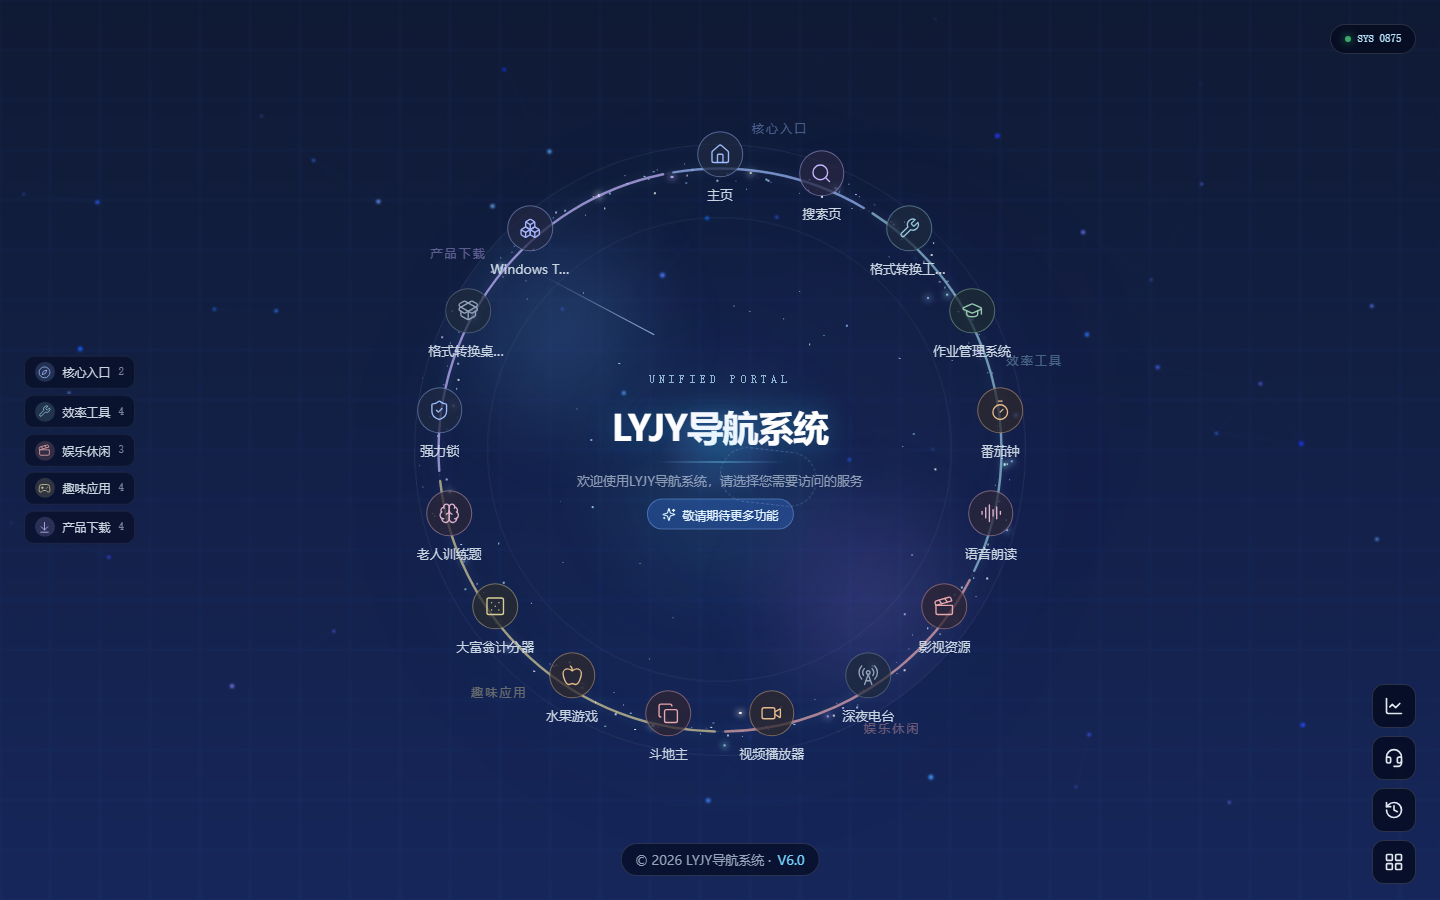 SYS 0875
核心入口
主页
搜索页
产品下载
Windows T...
格式转换工...
格式转换桌...
作业管理系统
效率工具
核心入口 2
效率工具 4
娱乐休闲 3
趣味应用 4
产品下载 4
UNIFIED PORTAL
LYJY导航系统
欢迎使用LYJY导航系统，请选择您需要访问的服务
敬请期待更多功能
强力锁
番茄钟
老人训练题
语音朗读
大富翁计分器
影视资源
趣味应用
水果游戏
深夜电台
娱乐休闲
斗地主
视频播放器
© 2026 LYJY导航系统 · V6.0